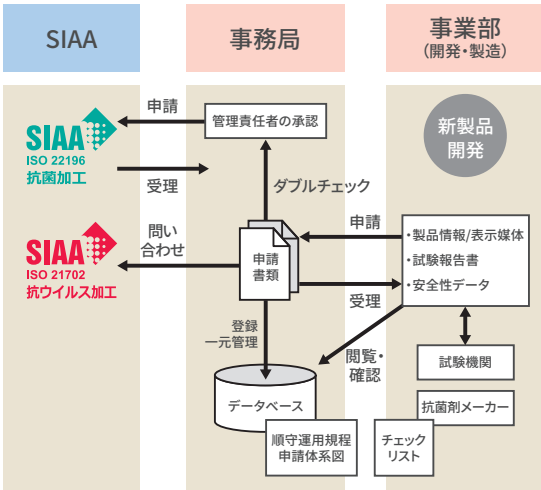 SIAA
事務局
事業部
(開発・製造)
SIAA
ISO 22196
抗菌加工
申請
受理
管理責任者の承認
ダブルチェック
新製品
開発
SIAA
ISO 21702
抗ウイルス加工
問い
合わせ
申請
書類
申請
受理
・製品情報/表示媒体
・試験報告書
・安全性データ
登録
一元管理
閲覧・
確認
試験機関
抗菌剤メーカー
データベース
順守運用規程
申請体系図
チェック
リスト